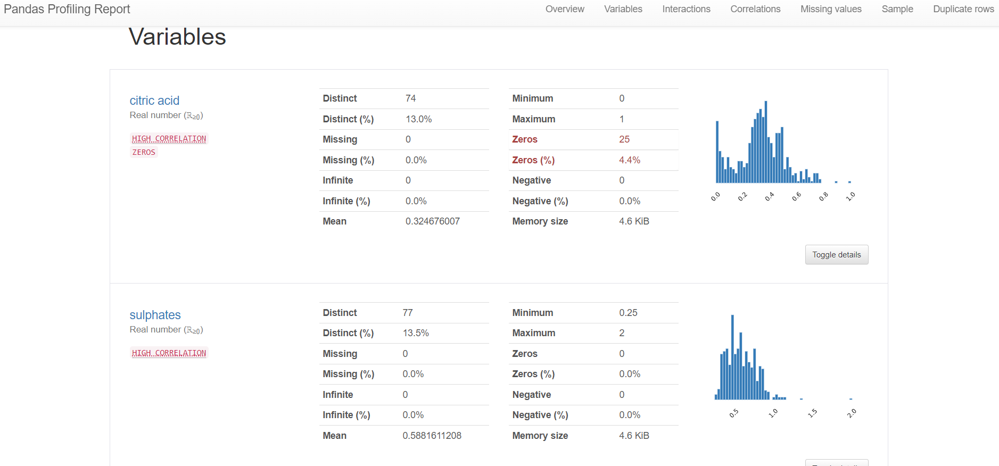 Pandas Profiling Report Overview Variables Interactions Correlations Missing values Sample Duplicate rows
Variables
citric acid
Real number (ℝ≥0)
HIGH CORRELATION
ZEROS
Distinct 74
Distinct (%) 13.0%
Missing 0
Missing (%) 0.0%
Infinite 0
Infinite (%) 0.0%
Mean 0.324676007
Minimum 0
Maximum 1
Zeros 25
Zeros (%) 4.4%
Negative 0
Negative (%) 0.0%
Memory size 4.6 KiB
0.0 0.2 0.4 0.6 0.8 1.0
Toggle details
sulphates
Real number (ℝ≥0)
HIGH CORRELATION
Distinct 77
Distinct (%) 13.5%
Missing 0
Missing (%) 0.0%
Infinite 0
Infinite (%) 0.0%
Mean 0.5881611208
Minimum 0.25
Maximum 2
Zeros 0
Zeros (%) 0.0%
Negative 0
Negative (%) 0.0%
Memory size 4.6 KiB
0.5 1.0 1.5 2.0